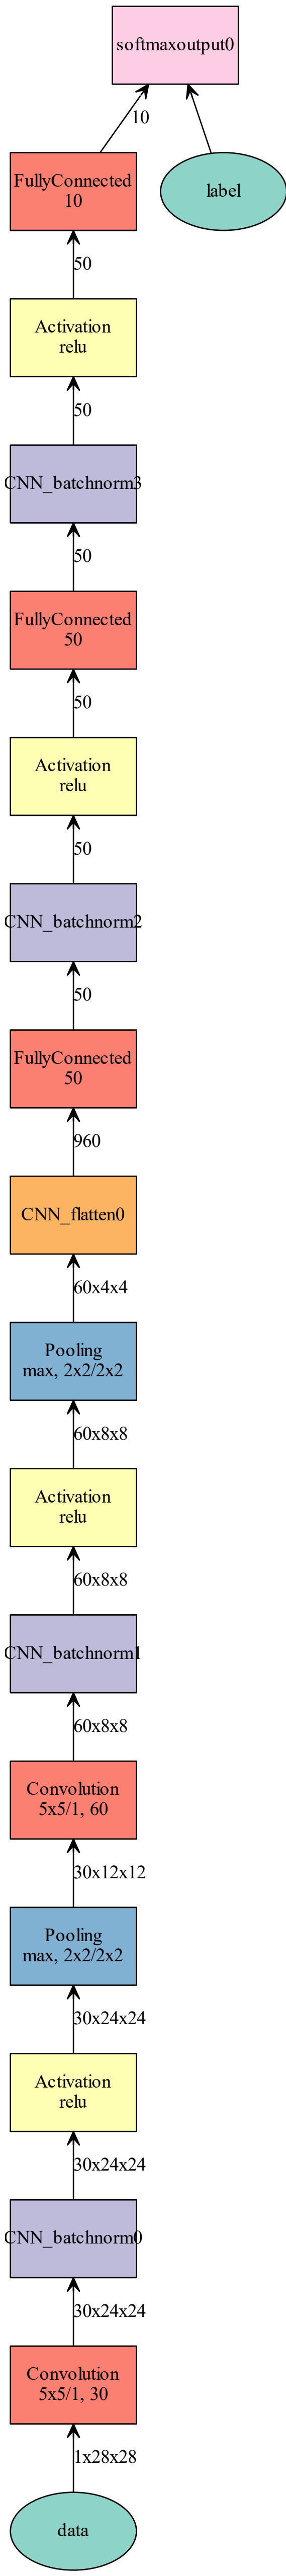 softmaxoutput0
10
FullyConnected
10
label
50
Activation
relu
50
CNN_batchnorm3
50
FullyConnected
50
50
Activation
relu
50
CNN_batchnorm2
50
FullyConnected
50
960
CNN_flatten0
60x4x4
Pooling
max, 2x2/2x2
60x8x8
Activation
relu
60x8x8
CNN_batchnorm1
60x8x8
Convolution
5x5/1, 60
30x12x12
Pooling
max, 2x2/2x2
30x24x24
Activation
relu
30x24x24
CNN_batchnorm0
30x24x24
Convolution
5x5/1, 30
1x28x28
data